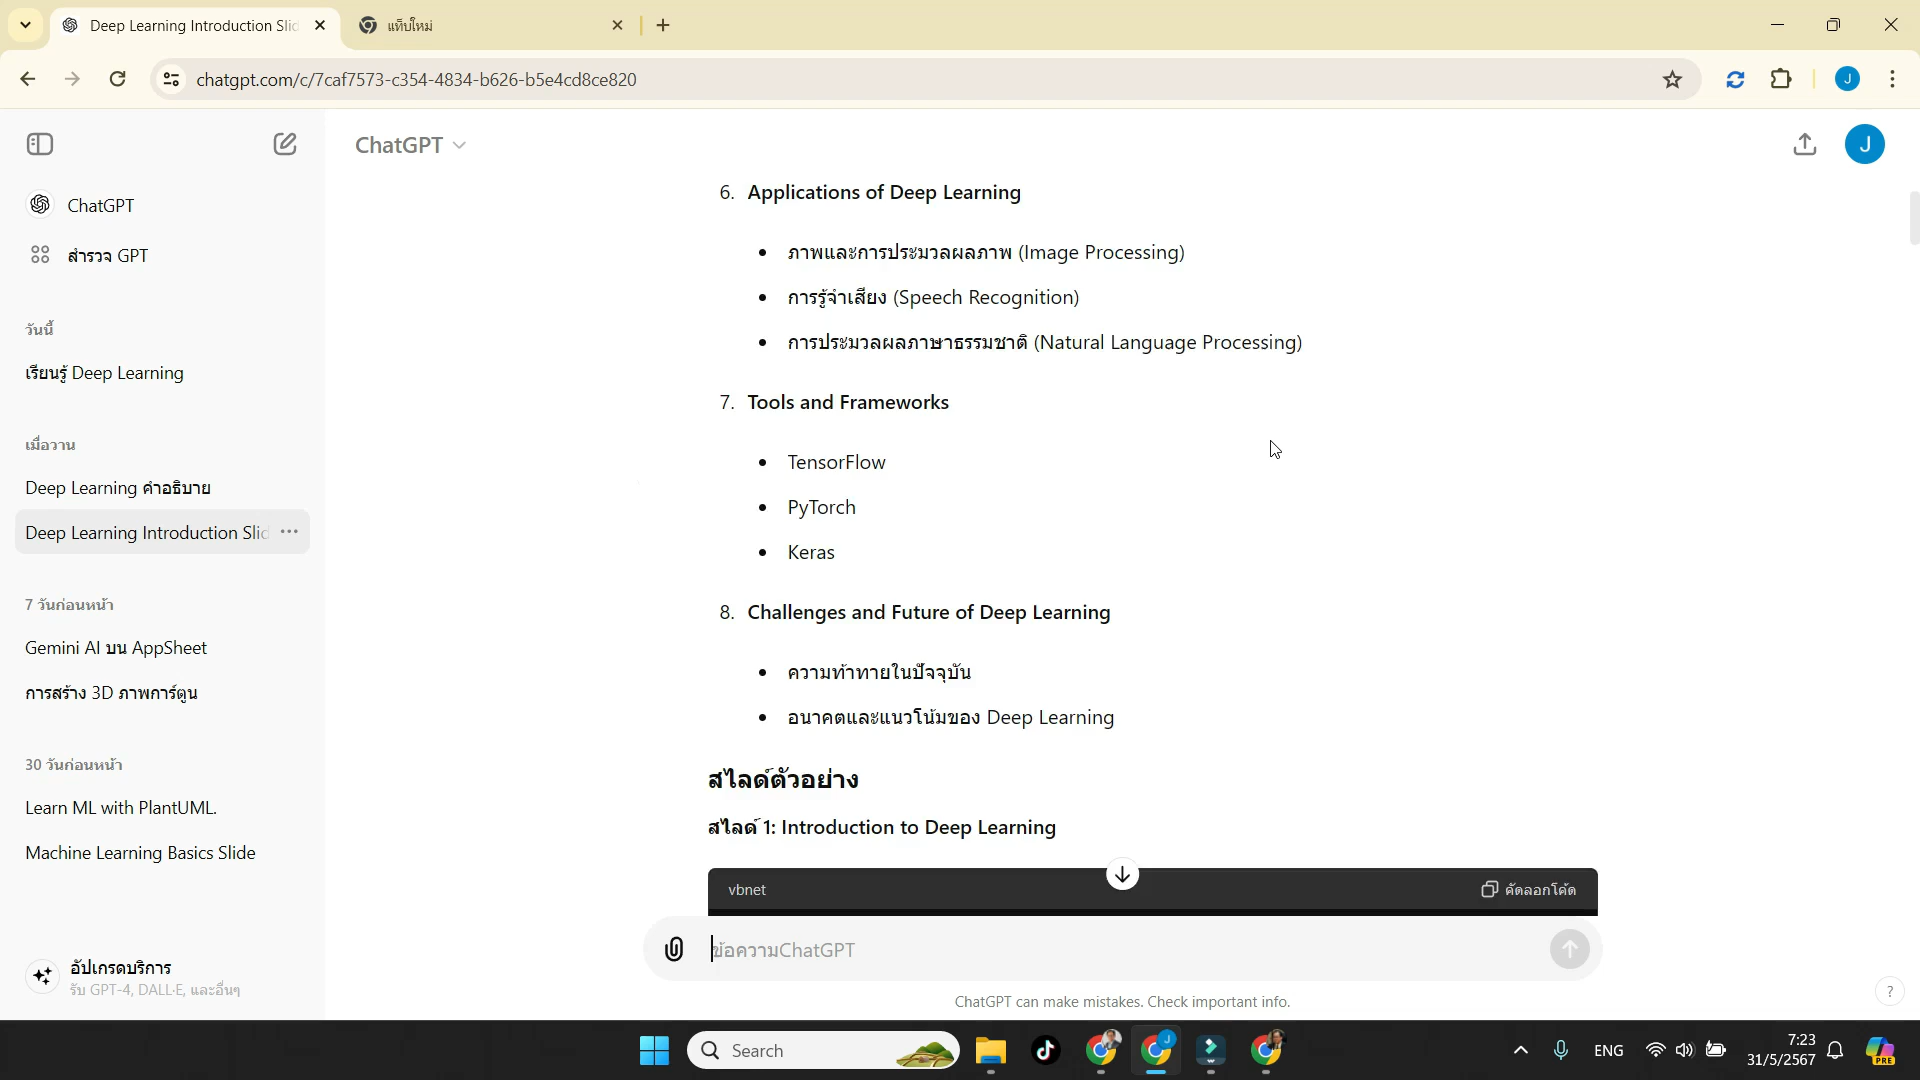 Deep Learning Introduction Slid
แท็บใหม่
chatgpt.com/c/7caf7573-c354-4834-b626-b5e4cd8ce820
J
ChatGPT
J
ChatGPT
สำรวจ GPT
วันนี้
เรียนรู้ Deep Learning
เมื่อวาน
Deep Learning คำอธิบาย
Deep Learning Introduction Slid
7 วันก่อนหน้า
Gemini AI บน AppSheet
การสร้าง 3D ภาพการ์ตูน
30 วันก่อนหน้า
Learn ML with PlantUML.
Machine Learning Basics Slide
อัปเกรดบริการ
รับ GPT-4, DALL·E, และอื่นๆ
6. Applications of Deep Learning
• ภาพและการประมวลผลภาพ (Image Processing)
• การรู้จำเสียง (Speech Recognition)
• การประมวลผลภาษาธรรมชาติ (Natural Language Processing)
7. Tools and Frameworks
• TensorFlow
• PyTorch
• Keras
8. Challenges and Future of Deep Learning
• ความท้าทายในปัจจุบัน
• อนาคตและแนวโน้มของ Deep Learning
สไลด์ตัวอย่าง
สไลด์ 1: Introduction to Deep Learning
vbnet
คัดลอกโค้ด
ข้อความChatGPT
ChatGPT can make mistakes. Check important info.
?
Search
J
ENG
7:23
31/5/2567
PRE